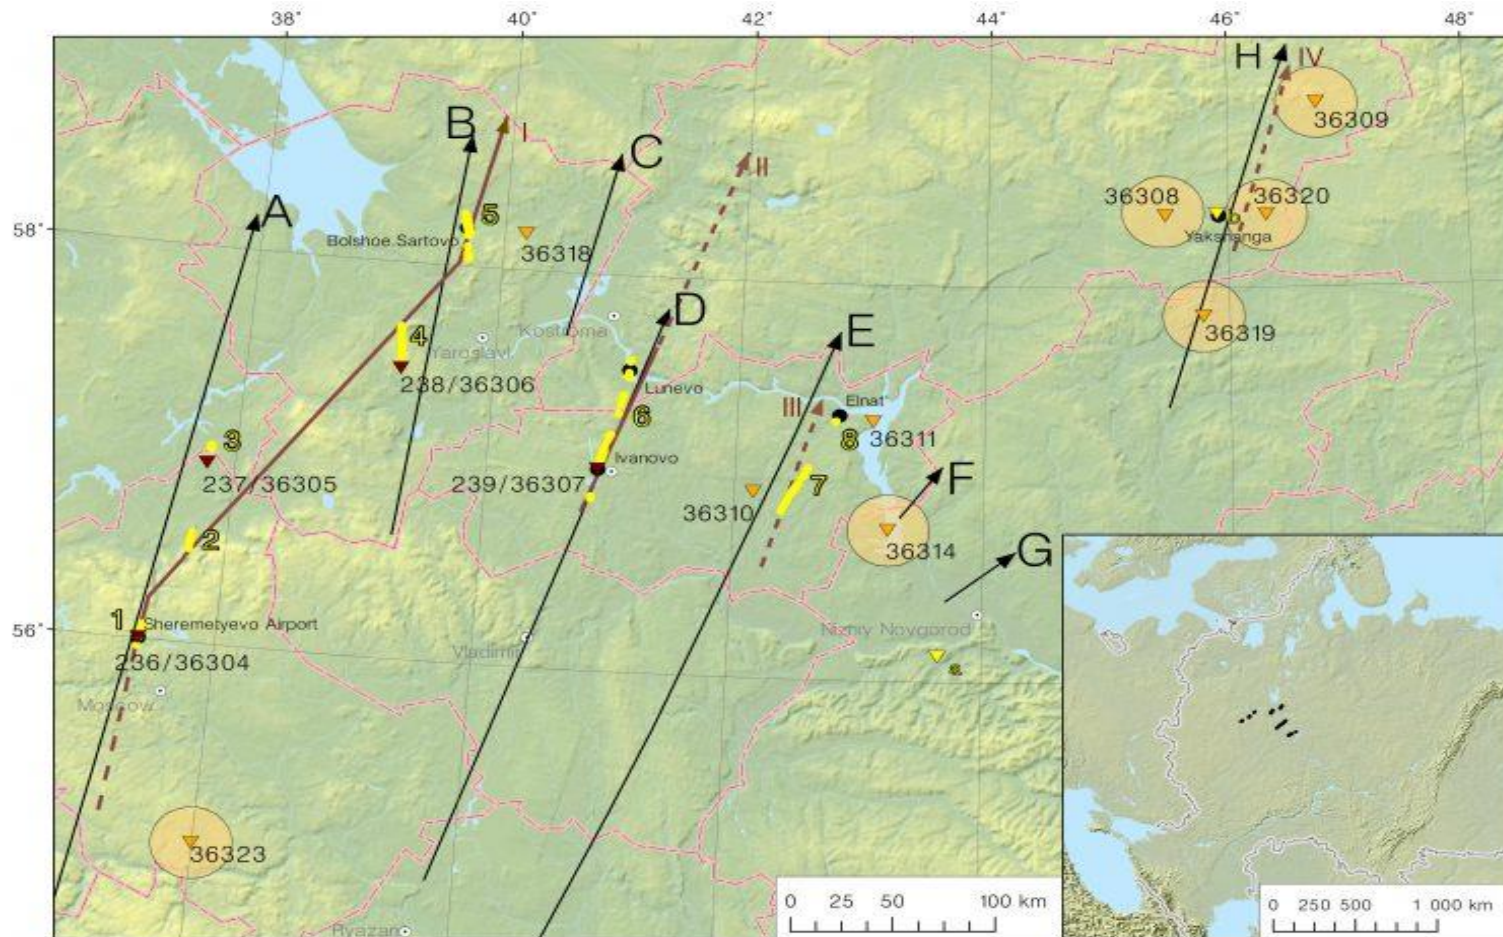 38° 40° 42° 44° 46° 48°
H IV
36309
B I
C
II
A
36308 36320
b
58°
5
Bolshoe Sartovo
36318
Yakshanga
D
36319
Kostroma
E
4
Yaroslavl
238/36306
Lunevo
Elnat'
III
6
8 36311
3
Ivanovo
237/36305
239/36307
7
F
36310
2
36314
G
1
Sheremetyevo Airport
56°
Nizhiy Novgorod
Vladimir
236/36304
a
Moscow
36323
0 25 50 100 km
0 250 500 1 000 km
Ryazan